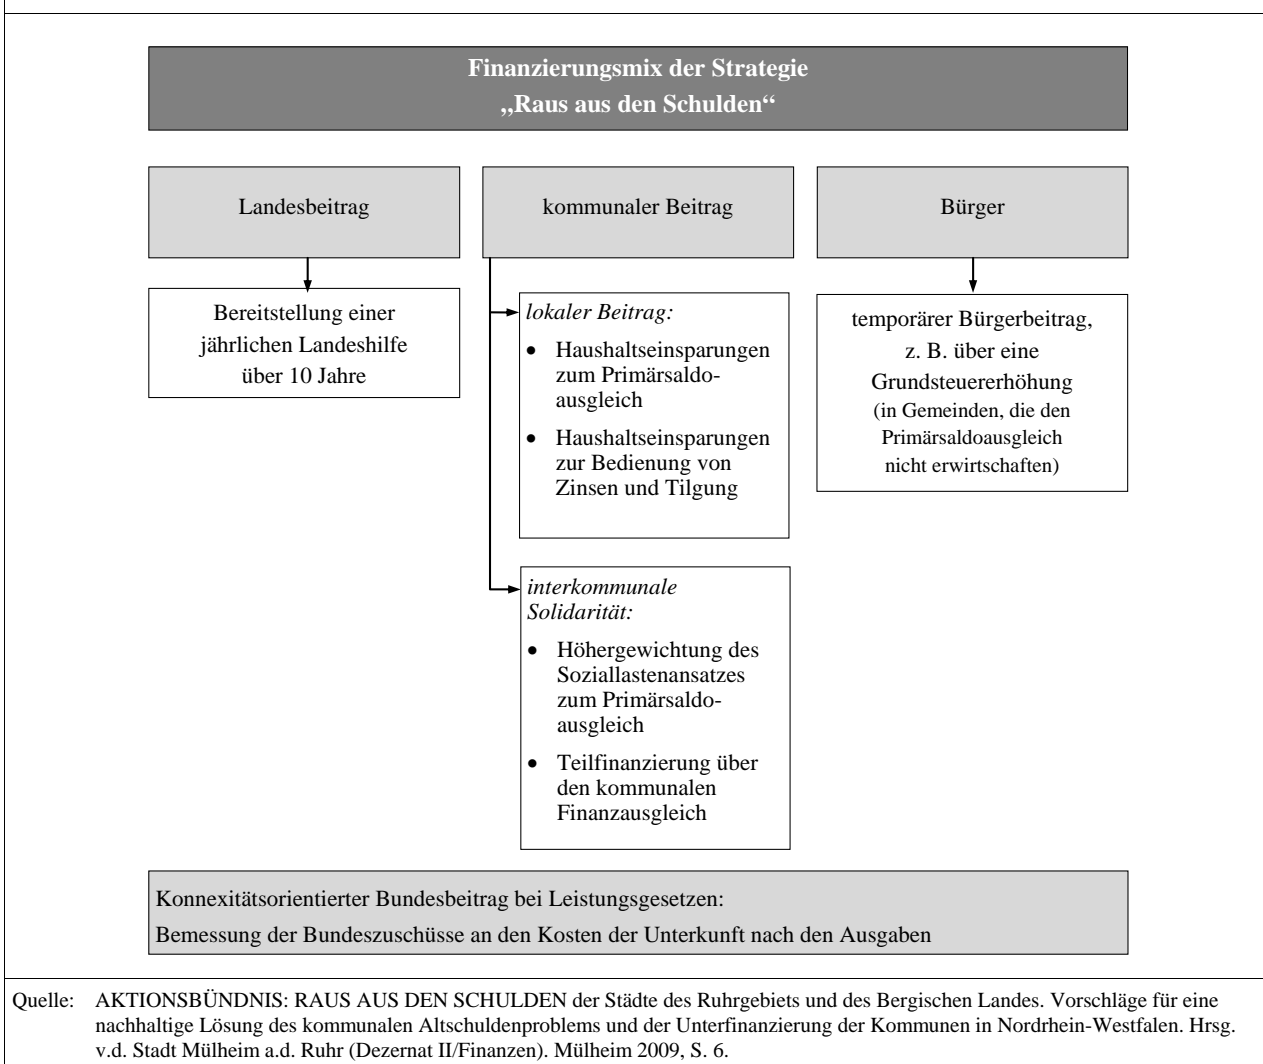 Finanzierungsmix der Strategie
„Raus aus den Schulden“
Landesbeitrag
kommunaler Beitrag
Bürger
Bereitstellung einer
jährlichen Landeshilfe
über 10 Jahre
lokaler Beitrag:
• Haushaltseinsparungen
zum Primärsaldo-
ausgleich
• Haushaltseinsparungen
zur Bedienung von
Zinsen und Tilgung
interkommunale
Solidarität:
• Höhergewichtung des
Soziallastenansatzes
zum Primärsaldo-
ausgleich
• Teilfinanzierung über
den kommunalen
Finanzausgleich
temporärer Bürgerbeitrag,
z. B. über eine
Grundsteuererhöhung
(in Gemeinden, die den
Primärsaldoausgleich
nicht erwirtschaften)
Konnexitätsorientierter Bundesbeitrag bei Leistungsgesetzen:
Bemessung der Bundeszuschüsse an den Kosten der Unterkunft nach den Ausgaben
Quelle: AKTIONSBÜNDNIS: RAUS AUS DEN SCHULDEN der Städte des Ruhrgebiets und des Bergischen Landes. Vorschläge für eine
nachhaltige Lösung des kommunalen Altschuldenproblems und der Unterfinanzierung der Kommunen in Nordrhein-Westfalen. Hrsg.
v.d. Stadt Mülheim a.d. Ruhr (Dezernat II/Finanzen). Mülheim 2009, S. 6.